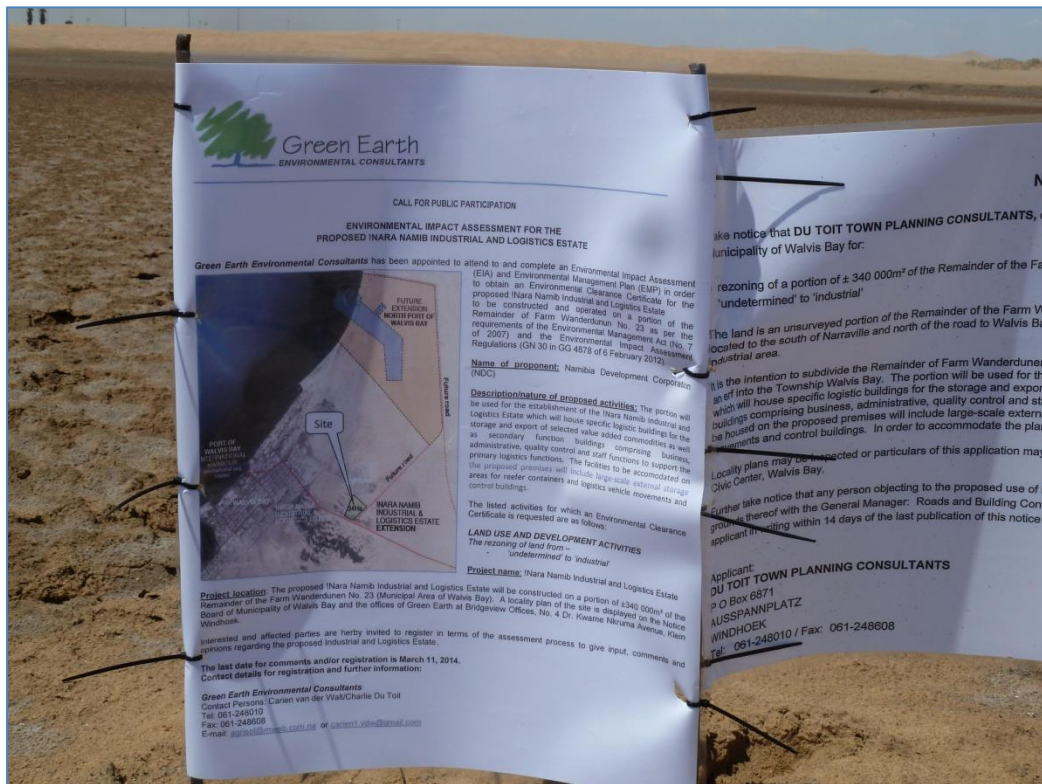 Green Earth
ENVIRONMENTAL CONSULTANTS
CALL FOR PUBLIC PARTICIPATION
ENVIRONMENTAL IMPACT ASSESSMENT FOR THE
PROPOSED !NARA NAMIB INDUSTRIAL AND LOGISTICS ESTATE
Green Earth Environmental Consultants has been appointed to attend to and complete an Environmental Impact Assessment
(EIA) and Environmental Management Plan (EMP) in order
to obtain an Environmental Clearance Certificate for the
proposed !Nara Namib Industrial and Logistics Estate
to be constructed and operated on a portion of the
Remainder of Farm Wanderdunun No. 23 as per the
requirements of the Environmental Management Act (No. 7
of 2007) and the Environmental Impact Assessment
Regulations (GN 30 in GG 4878 of 6 February 2012).
Name of proponent: Namibia Development Corporation
(NDC)
Description/nature of proposed activities: The portion will
be used for the establishment of the !Nara Namib Industrial and
Logistics Estate which will house specific logistic buildings for the
storage and export of selected value added commodities as well
as secondary function buildings comprising business,
administrative, quality control and staff functions to support the
primary logistics functions. The facilities to be accomodated on
the proposed premises will include large-scale external storage
areas for reefer containers and logistics vehicle movements and
control buildings.
The listed activities for which an Environmental Clearance
Certificate is requested are as follows:
LAND USE AND DEVELOPMENT ACTIVITIES
The rezoning of land from –
- 'undetermined' to 'industrial'
Project name: !Nara Namib Industrial and Logistics Estate
FUTURE
EXTENSION
NORTH PORT OF
WALVIS BAY
Future road
Site
PORT OF
WALVIS BAY
INTERNATIONAL
HARBOUR
Future road
!NARA NAMIB
INDUSTRIAL &
LOGISTICS ESTATE
EXTENSION
Project location: The proposed !Nara Namib Industrial and Logistics Estate will be constructed on a portion of ±340 000m² of the
Remainder of the Farm Wanderdunen No. 23 (Municipal Area of Walvis Bay). A locality plan of the site is displayed on the Notice
Board of Municipality of Walvis Bay and the offices of Green Earth at Bridgeview Offices, No. 4 Dr. Kwame Nkruma Avenue, Klein
Windhoek.
Interested and affected parties are herby invited to register in terms of the assessment process to give input, comments and
opinions regarding the proposed Industrial and Logistics Estate.
The last date for comments and/or registration is March 11, 2014.
Contact details for registration and further information:
Green Earth Environmental Consultants
Contact Persons: Carien van der Walt/Charlie Du Toit
Tel: 061-248010
Fax: 061-248608
E-mail: or carien1.vdw@gmail.com
N
ake notice that DU TOIT TOWN PLANNING CONSULTANTS,
unicipality of Walvis Bay for:
rezoning of a portion of ± 340 000m² of the Remainder of the Fa
'undetermined' to 'industrial'
The land is an unsurveyed portion of the Remainder of the Farm W
located to the south of Narraville and north of the road to Walvis Ba
industrial area.
It is the intention to subdivide the Remainder of Farm Wanderdunen
an erf into the Township Walvis Bay. The portion will be used for th
which will house specific logistic buildings for the storage and expor
buildings comprising business, administrative, quality control and sta
be housed on the proposed premises will include large-scale extern
ovements and control buildings. In order to accommodate the plan
Locality plans may be inspected or particulars of this application may
Civic Center, Walvis Bay.
Further take notice that any person objecting to the proposed use of
grounds thereof with the General Manager: Roads and Building Con
applicant in writing within 14 days of the last publication of this notice
Applicant:
DU TOIT TOWN PLANNING CONSULTANTS
P O Box 6871
AUSSPANNPLATZ
WINDHOEK
Tel: 061-248010 / Fax: 061-248608